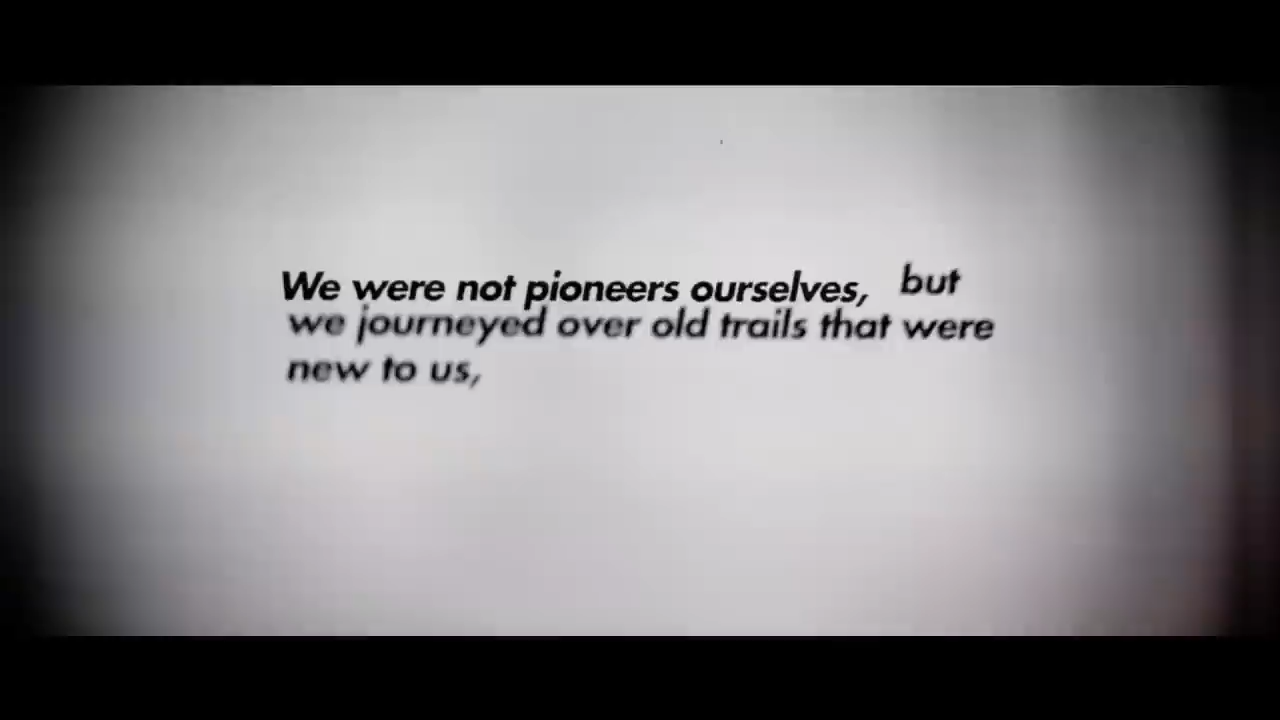 We were not pioneers ourselves, but
we journeyed over old trails that were
new to us,